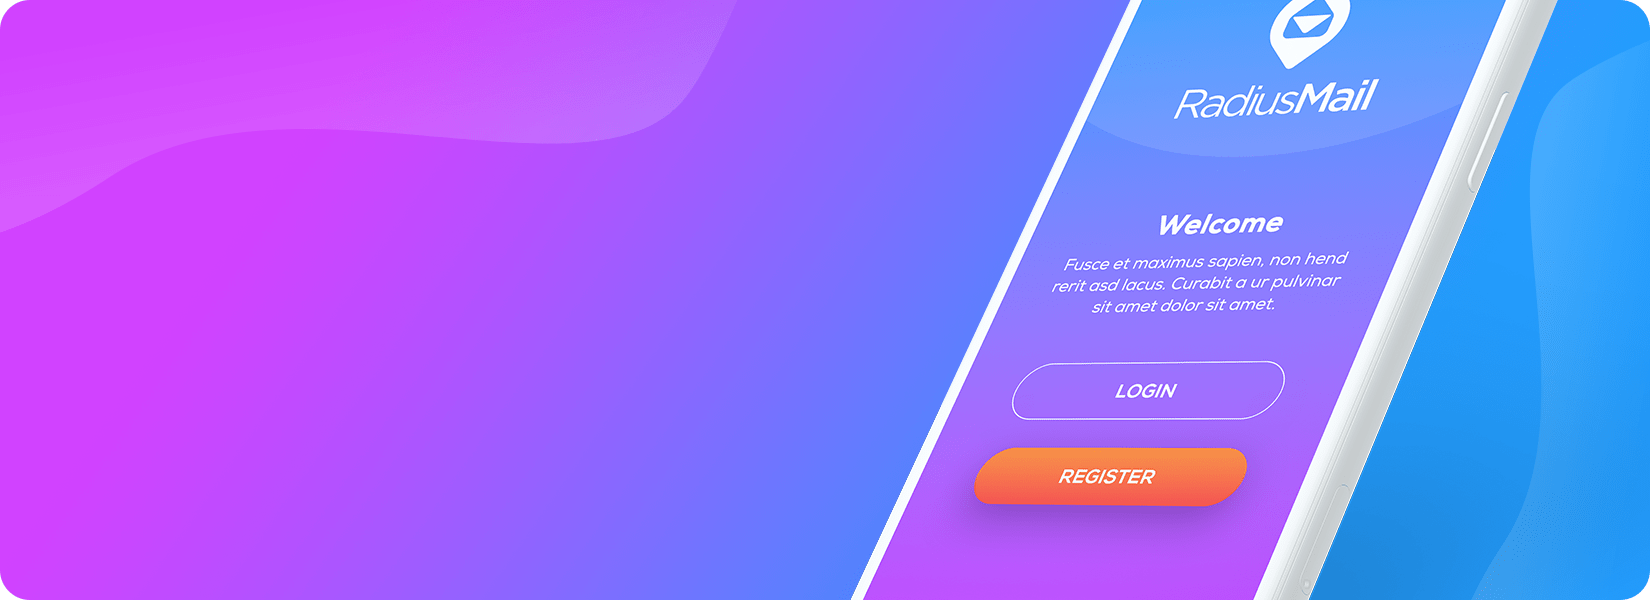 RadiusMail
Welcome
Fusce et maximus sapien, non hend
rerit asd lacus. Curabit a ur pulvinar
sit amet dolor sit amet.
LOGIN
REGISTER